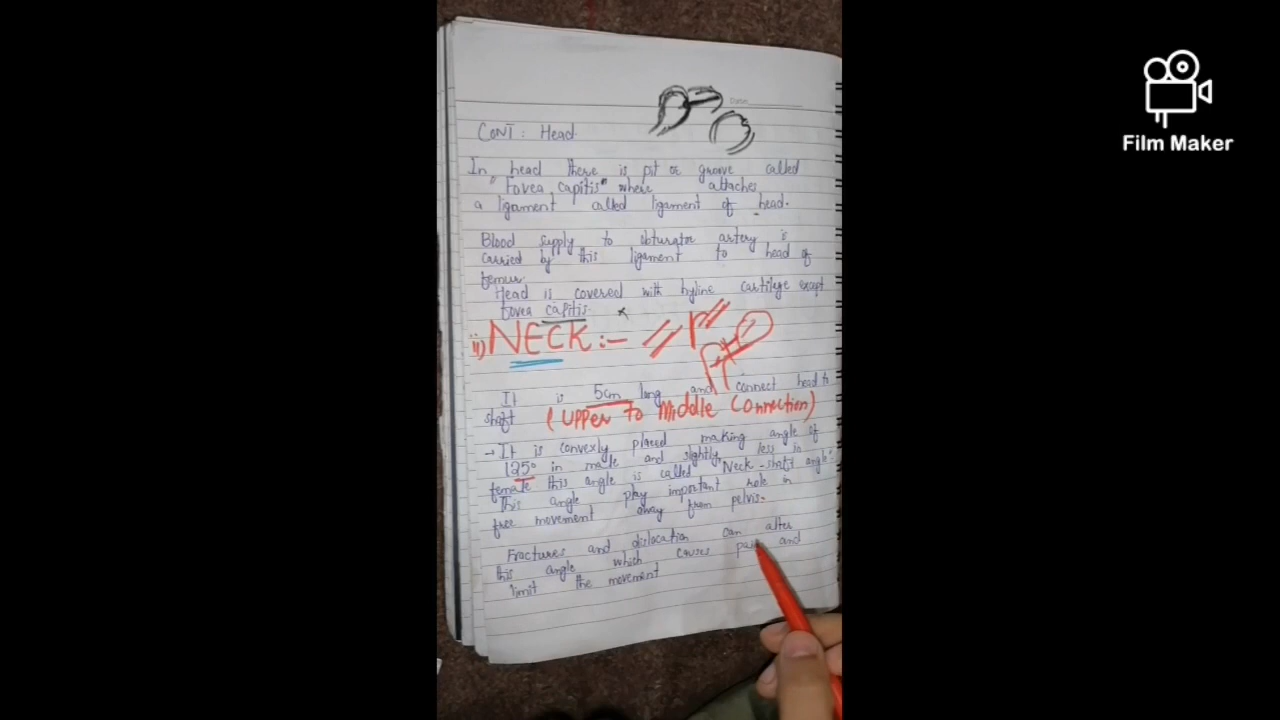 Date
CONT : Head.
In head there is pit or groove called
"Fovea capitis" where attaches
a ligament called ligament of head.
Blood supply to obturator artery is
carried by this ligament to head of
femur.
Head is covered with hyline cartilge except
fovea capitis.
ii) NECK :-
It is 5cm long and connect head to
shaft (UPPER TO Middle Connection)
→ It is convexly placed making angle of
125° in male and slightly less in
female this angle is called "Neck-shaft angle".
This angle play important role in
free movement away from pelvis.
Fractures and dislocation can alter
this angle which causes pain and
limit the movement
Film Maker